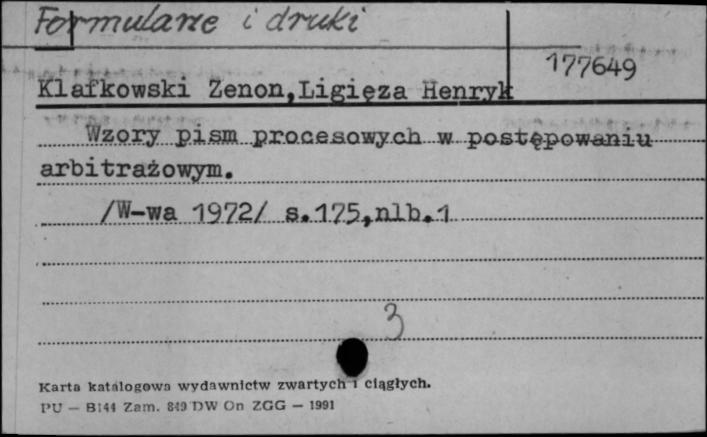 Formularze i druki
177649
Klafkowski Zenon,Ligięza Henryk
Wzory pism procesowych w postępowaniu
arbitrażowym.
/W-wa 1972/ s.175,nlb.1
3
Karta katalogowa wydawnictw zwartych i ciągłych.
PU — B144 Zam. 849 DW On ZGG — 1991